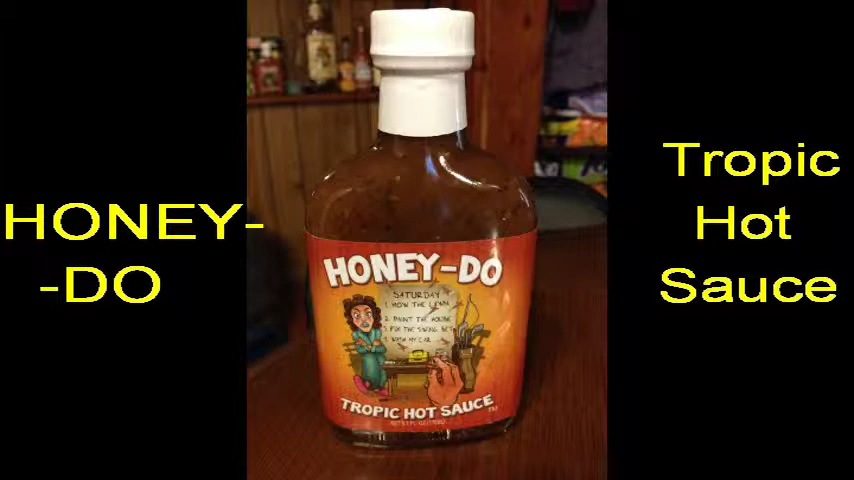 HONEY-
-DO
Tropic
Hot
Sauce
HONEY-DO
SATURDAY
1. MOW THE LAWN
2. PAINT THE HOUSE
3. FIX THE SWING SET
4. WASH MY CAR
TROPIC HOT SAUCE
TM